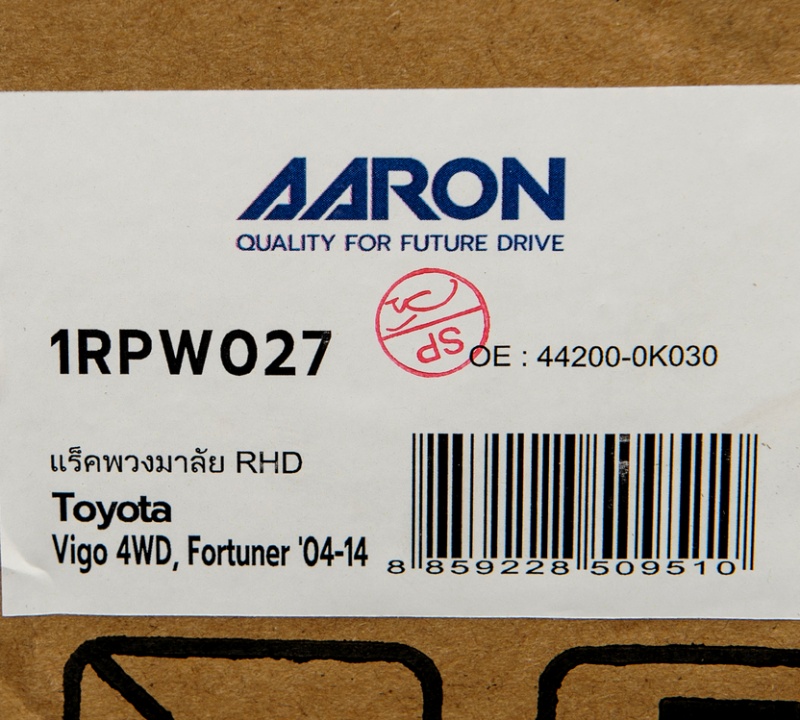 AARON
QUALITY FOR FUTURE DRIVE
SP
1RPW027
OE : 44200-0K030
แร็คพวงมาลัย RHD
Toyota
Vigo 4WD, Fortuner '04-14
8 859228 509510